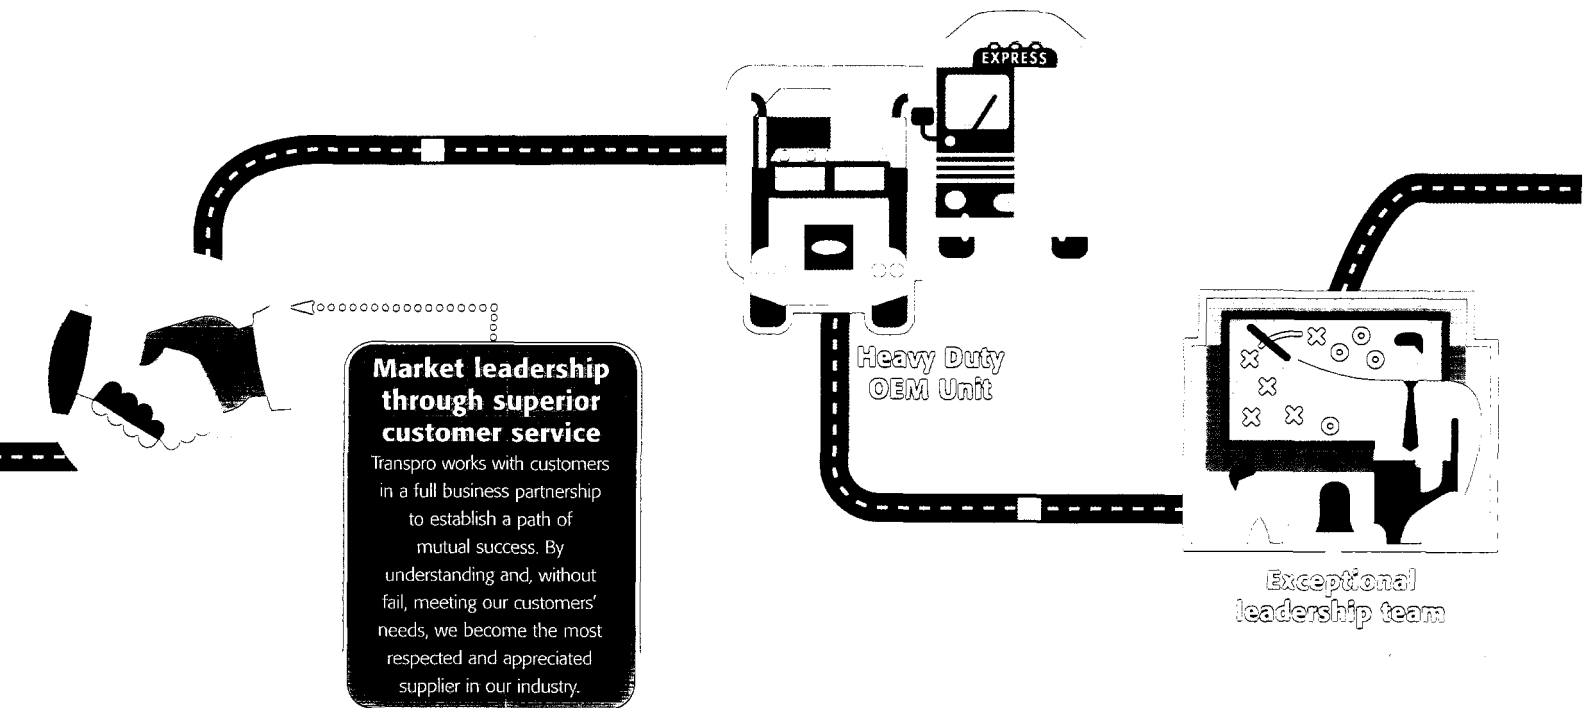 EXPRESS
Heavy Duty
OEM Unit
Market leadership
through superior
customer service
Transpro works with customers
in a full business partnership
to establish a path of
mutual success. By
understanding and, without
fail, meeting our customers'
needs, we become the most
respected and appreciated
supplier in our industry.
Exceptional
leadership team